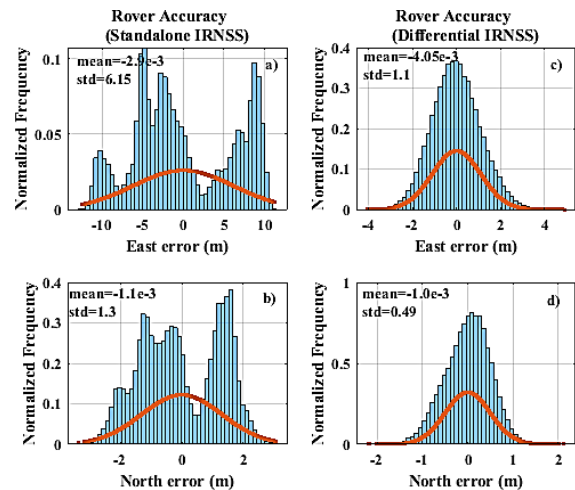 Rover Accuracy
(Standalone IRNSS)
mean=-2.9e-3
std=6.15
a)
Normalized Frequency
0.1
0.05
0
-10 -5 0 5 10
East error (m)
Rover Accuracy
(Differential IRNSS)
mean=-4.05e-3
std=1.1
c)
Normalized Frequency
0.4
0.3
0.2
0.1
0
-4 -2 0 2 4
East error (m)
mean=-1.1e-3
std=1.3
b)
Normalized Frequency
0.4
0.3
0.2
0.1
0
-2 0 2
North error (m)
mean=-1.0e-3
std=0.49
d)
Normalized Frequency
1
0.5
0
-2 -1 0 1 2
North error (m)